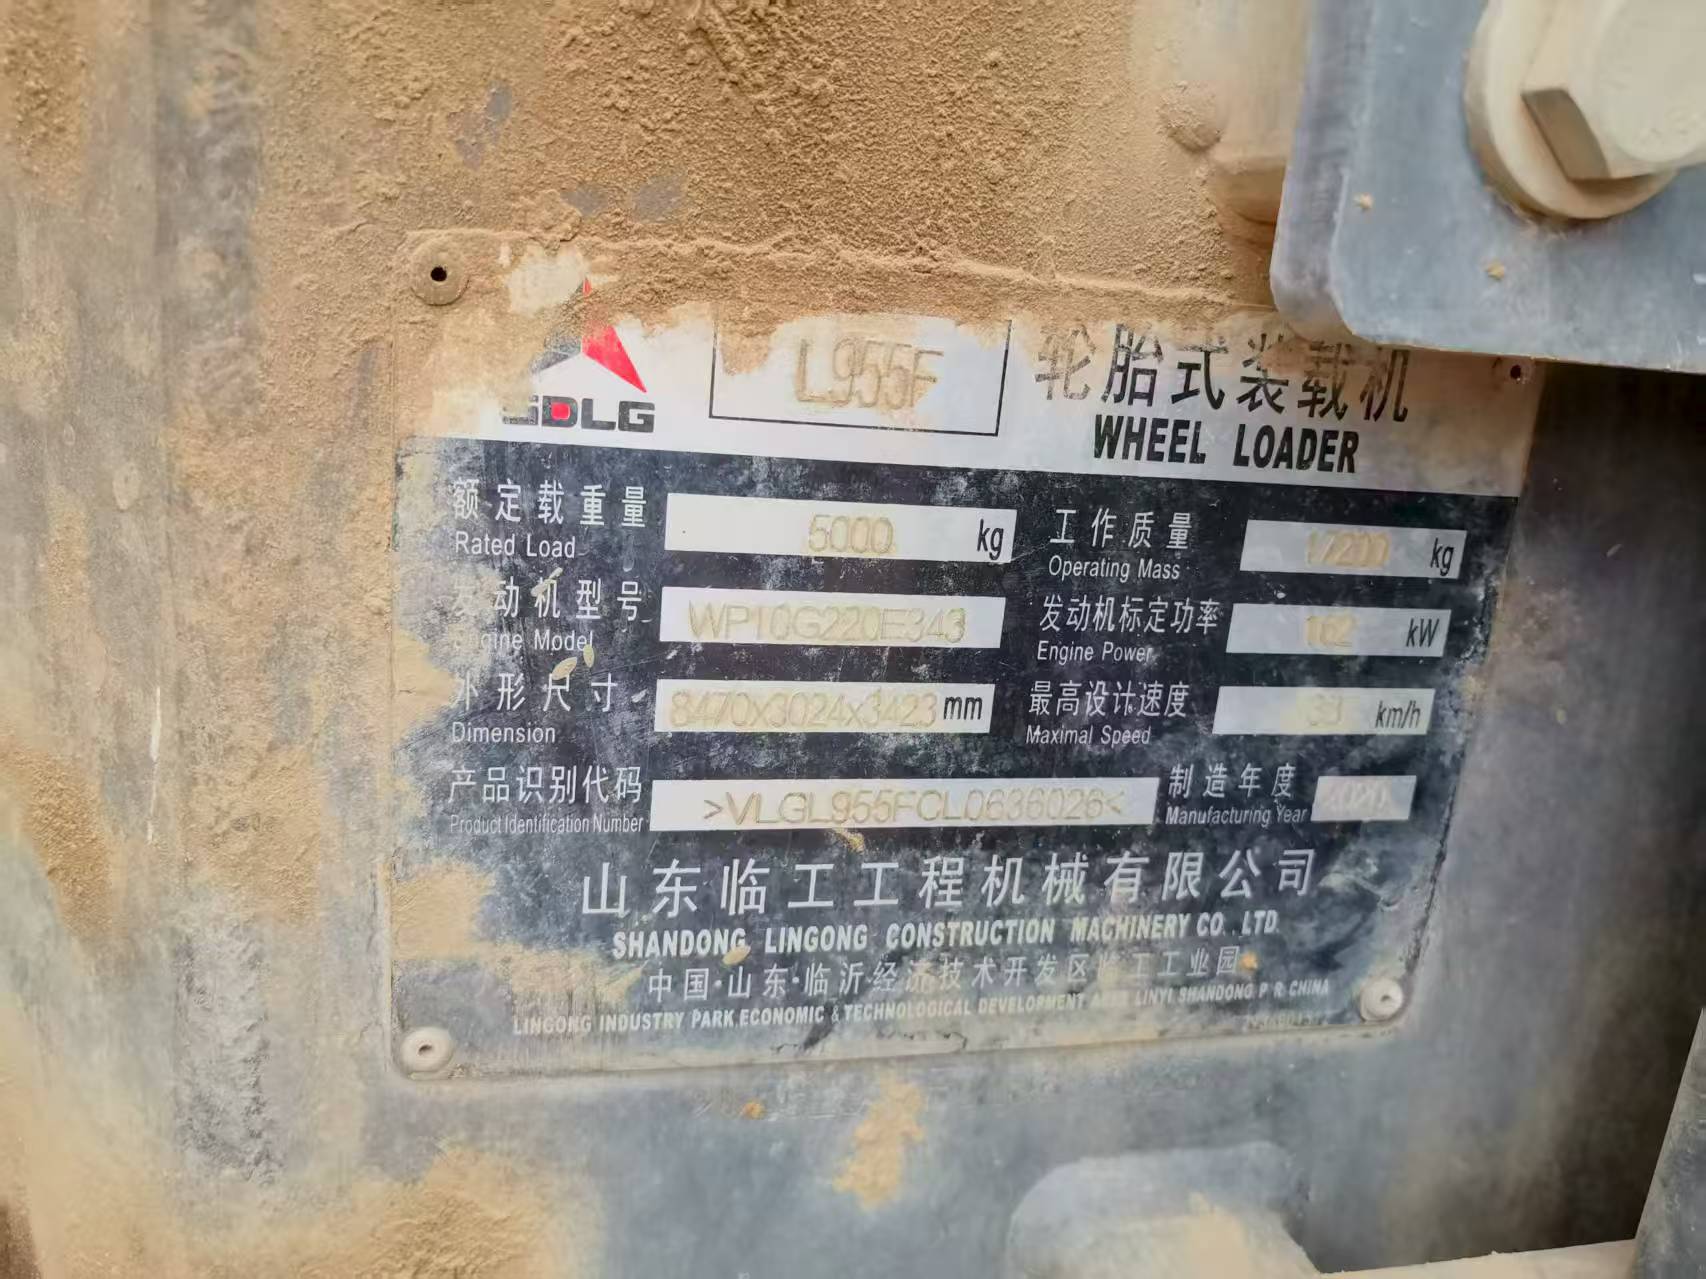 SDLG
L955F
轮胎式装载机
WHEEL LOADER
额定载重量 5000 kg
Rated Load
工作质量 17200 kg
Operating Mass
发动机型号 WP10G220E343
Engine Model
发动机标定功率 162 kW
Engine Power
外形尺寸 8470x3024x3423 mm
Dimension
最高设计速度 km/h
Maximal Speed
产品识别代码 >VLGL955FCL0636026<
Product Identification Number
制造年度
Manufacturing Year
山东临工工程机械有限公司
SHANDONG LINGONG CONSTRUCTION MACHINERY CO., LTD.
中国·山东·临沂·经济技术开发区临工工业园
LINGONG INDUSTRY PARK,ECONOMIC & TECHNOLOGICAL DEVELOPMENT AREA LINYI SHANDONG P R CHINA